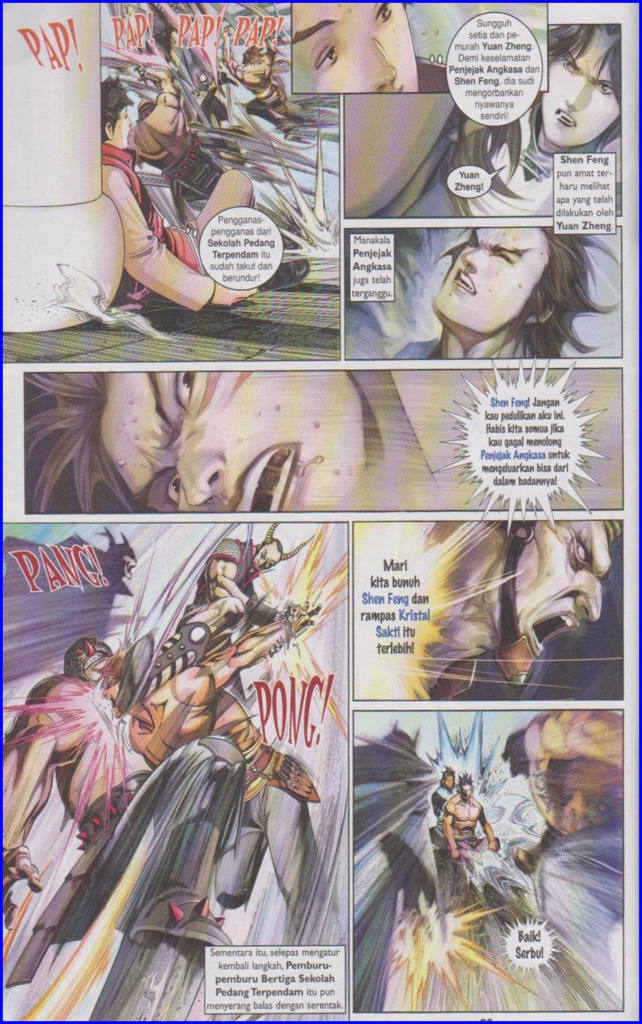 PAP!
PAP!
PAP!
PAP!
Pengganas-
pengganas dari
Sekolah Pedang
Terpendam itu
sudah takut dan
berundur!
Sungguh
setia dan pe-
murah Yuan Zheng.
Demi keselamatan
Penjejak Angkasa dan
Shen Feng, dia sudi
mengorbankan
nyawanya
sendiri!
Yuan
Zheng!
Shen Feng
pun amat ter-
haru melihat
apa yang telah
dilakukan oleh
Yuan Zheng.
Manakala
Penjejak
Angkasa
juga telah
terganggu.
Shen Feng! Jangan
kau pedulikan aku ini.
Habis kita semua jika
kau gagal menolong
Penjejak Angkasa untuk
mengeluarkan bisa dari
dalam badannya!
PANG!
PONG!
Sementara itu, selepas mengatur
kembali langkah, Pemburu-
pemburu Bertiga Sekolah
Pedang Terpendam itu pun
menyerang balas dengan serentak.
Mari
kita bunuh
Shen Feng dan
rampas Kristal
Sakti itu
terlebih!
Baik!
Serbu!